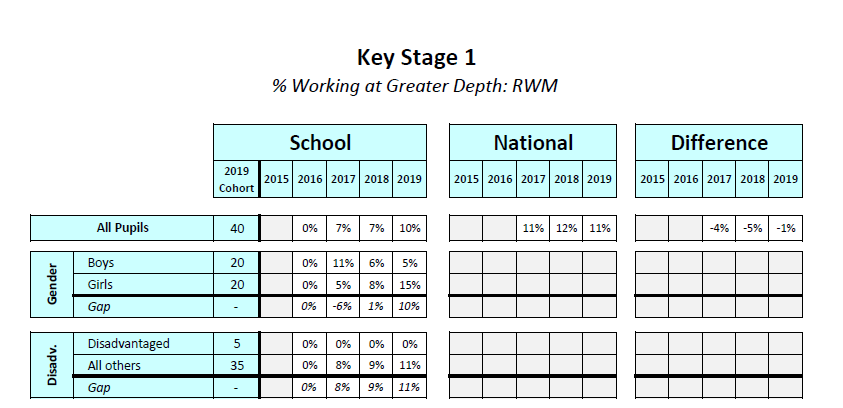 Key Stage 1
% Working at Greater Depth: RWM
School National Difference
2019 Cohort 2015 2016 2017 2018 2019 2015 2016 2017 2018 2019 2015 2016 2017 2018 2019
All Pupils 40 0% 7% 7% 10% 11% 12% 11% -4% -5% -1%
Gender
Boys 20 0% 11% 6% 5%
Girls 20 0% 5% 8% 15%
Gap - 0% -6% 1% 10%
Disadv.
Disadvantaged 5 0% 0% 0% 0%
All others 35 0% 8% 9% 11%
Gap - 0% 8% 9% 11%